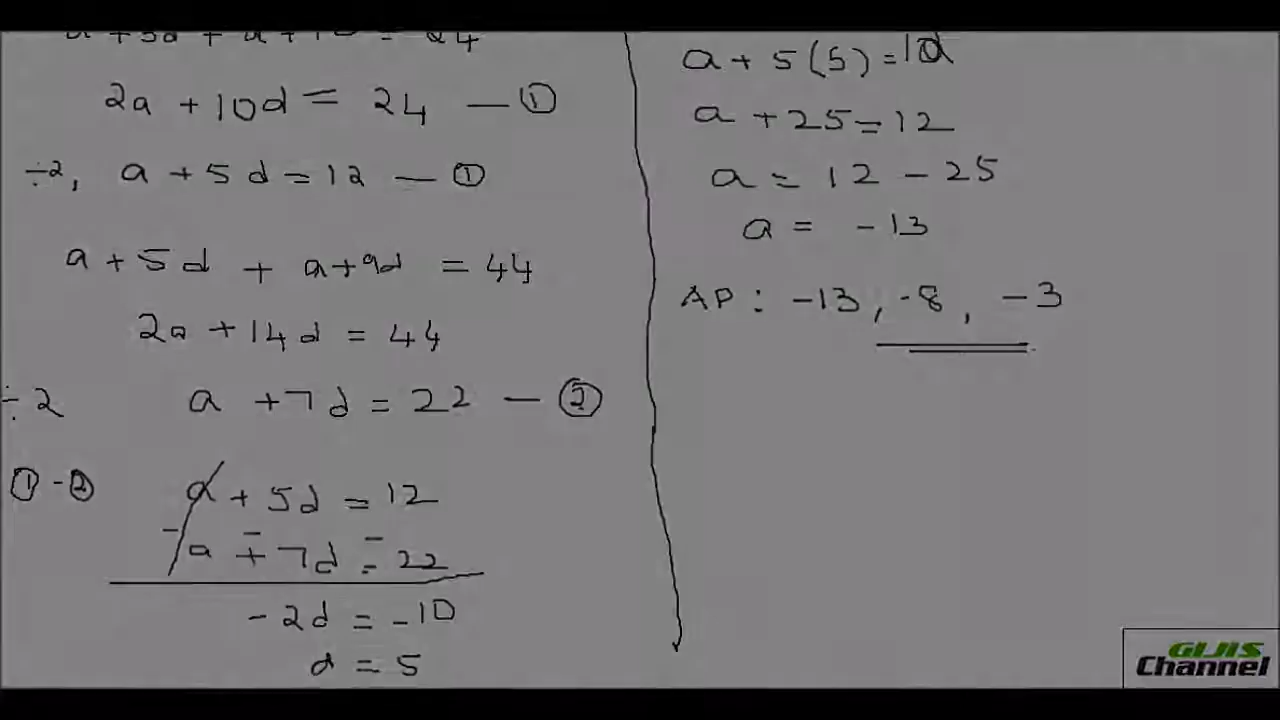 2a + 10d = 24 — ①
÷2, a + 5d = 12 — ①
a + 5d + a + 9d = 44
2a + 14d = 44
÷2 a + 7d = 22 — ②
① - ② a + 5d = 12
- a + 7d = 22
- 2d = -10
d = 5
a + 5(5) =
a + 25 = 12
a = 12 - 25
a = -13
AP : -13, -8, -3
GIJIS
Channel